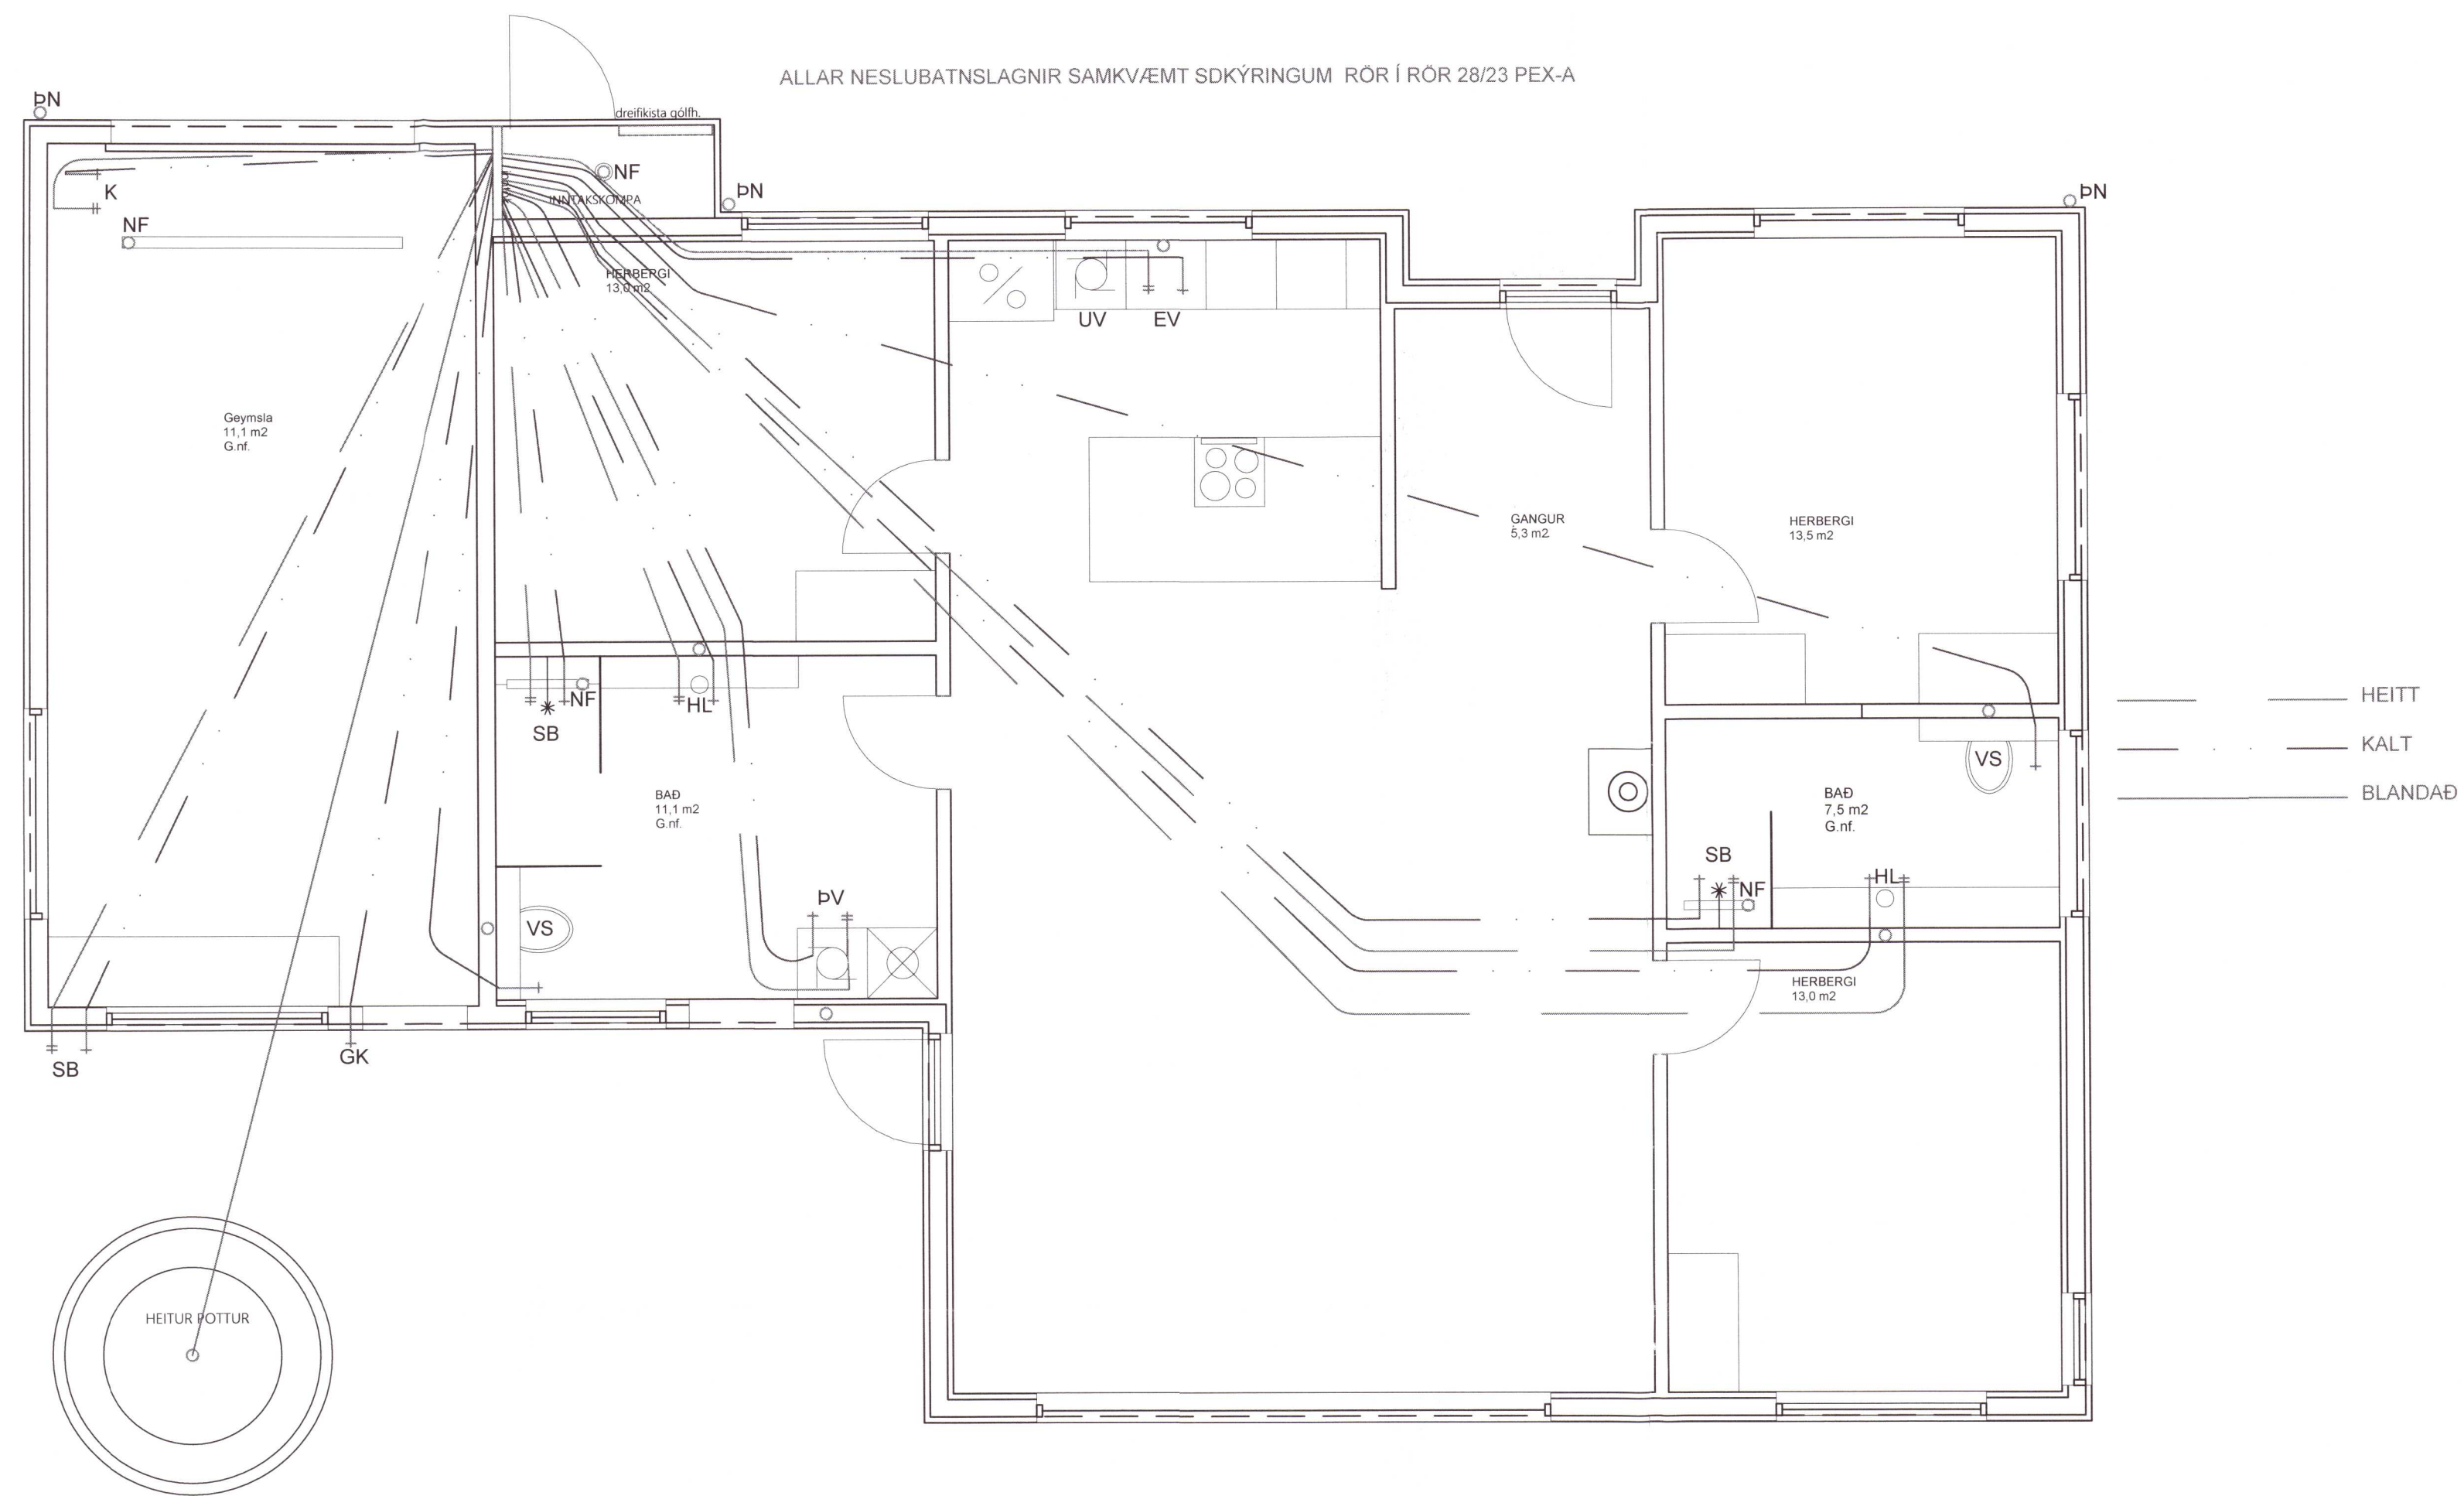 ALLAR NESLUBATNSLAGNIR SAMKVÆMT SDKÝRINGUM RÖR Í RÖR 28/23 PEX-A
ÞN
dreifikista gólfh.
K
NF
NF
INNTAKSKOMPA
ÞN
ÞN
HERBERGI
13,0 m2
UV
EV
Geymsla
11,1 m2
G.nf.
GANGUR
5,3 m2
HERBERGI
13,5 m2
NF
SB
HL
BAÐ
11,1 m2
G.nf.
VS
ÞV
VS
BAÐ
7,5 m2
G.nf.
SB
NF
HL
HERBERGI
13,0 m2
HEITT
KALT
BLANDAÐ
SB
GK
HEITUR POTTUR